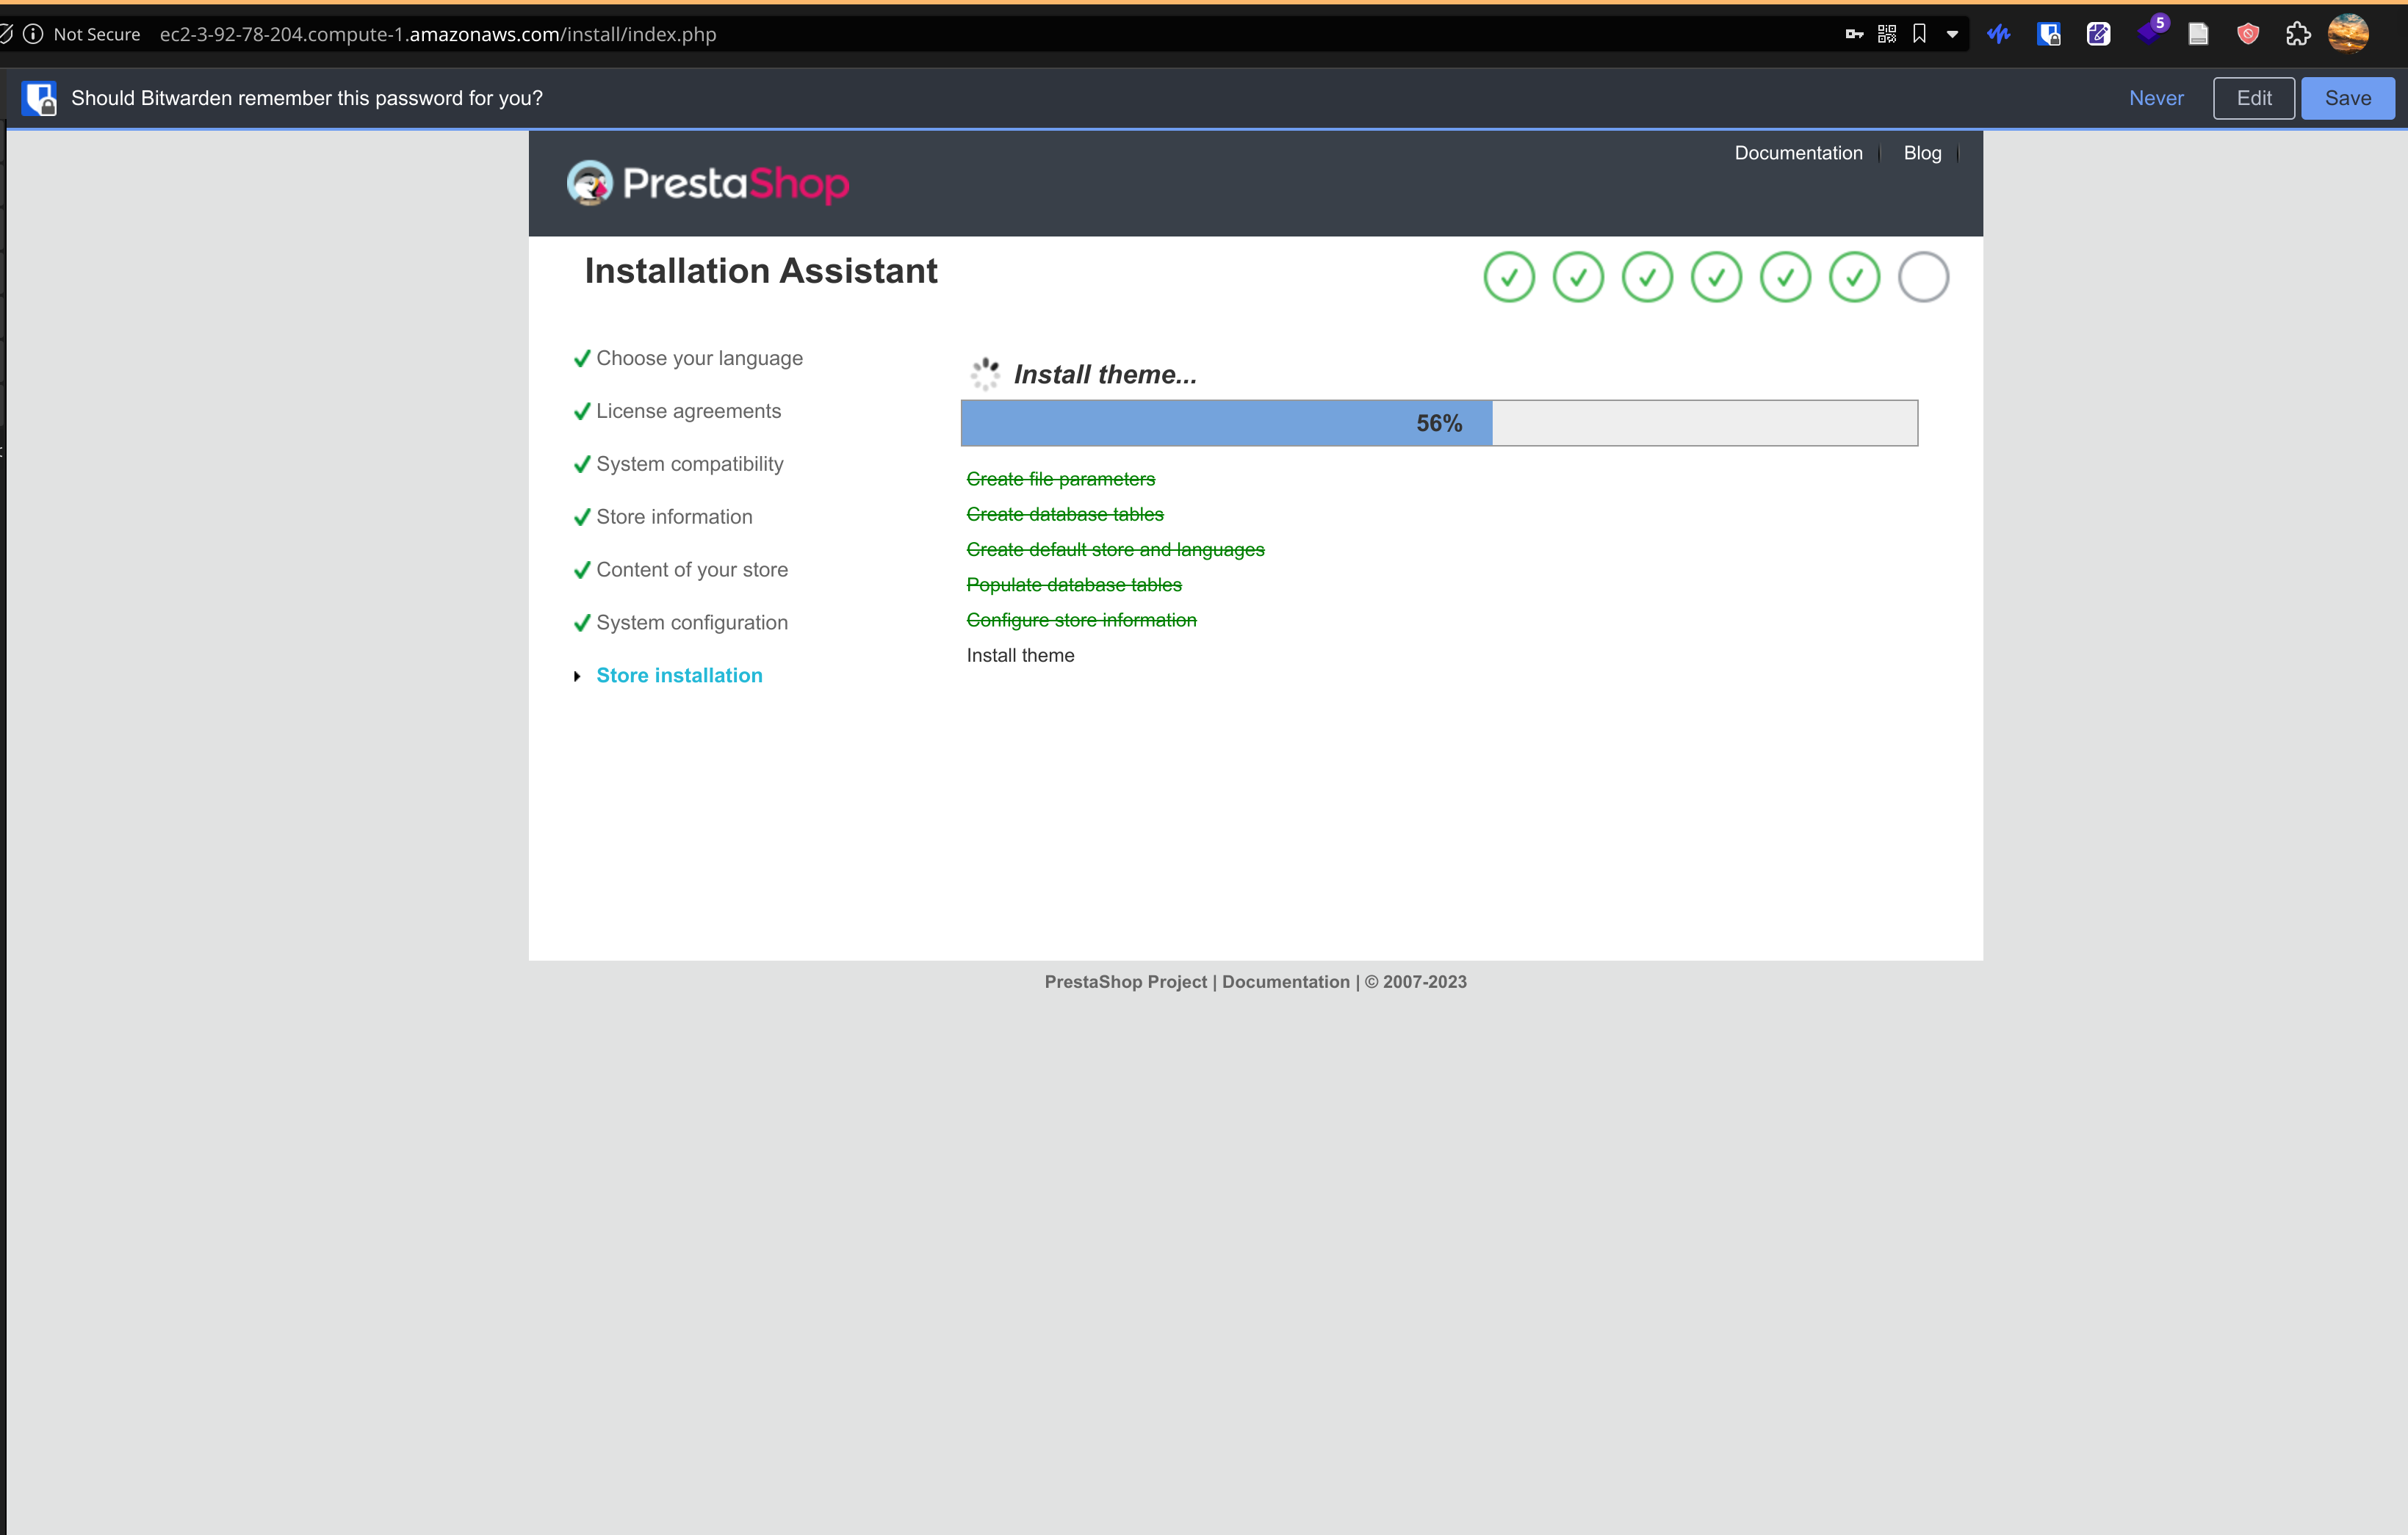 Not Secure ec2-3-92-78-204.compute-1.amazonaws.com/install/index.php
5
Should Bitwarden remember this password for you?
Never Edit Save
Documentation Blog
PrestaShop
Installation Assistant
Choose your language
License agreements
System compatibility
Store information
Content of your store
System configuration
Store installation
Install theme...
56%
Create file parameters
Create database tables
Create default store and languages
Populate database tables
Configure store information
Install theme
PrestaShop Project | Documentation | © 2007-2023